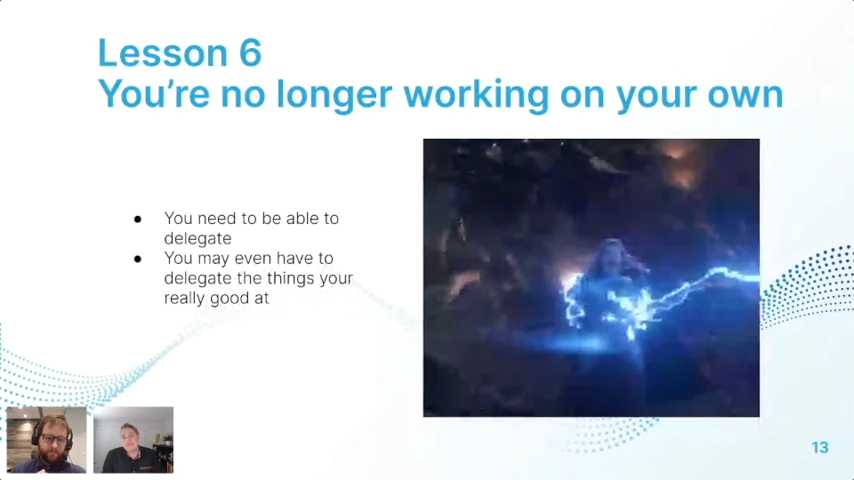 Lesson 6
You're no longer working on your own
● You need to be able to
delegate
● You may even have to
delegate the things your
really good at
13